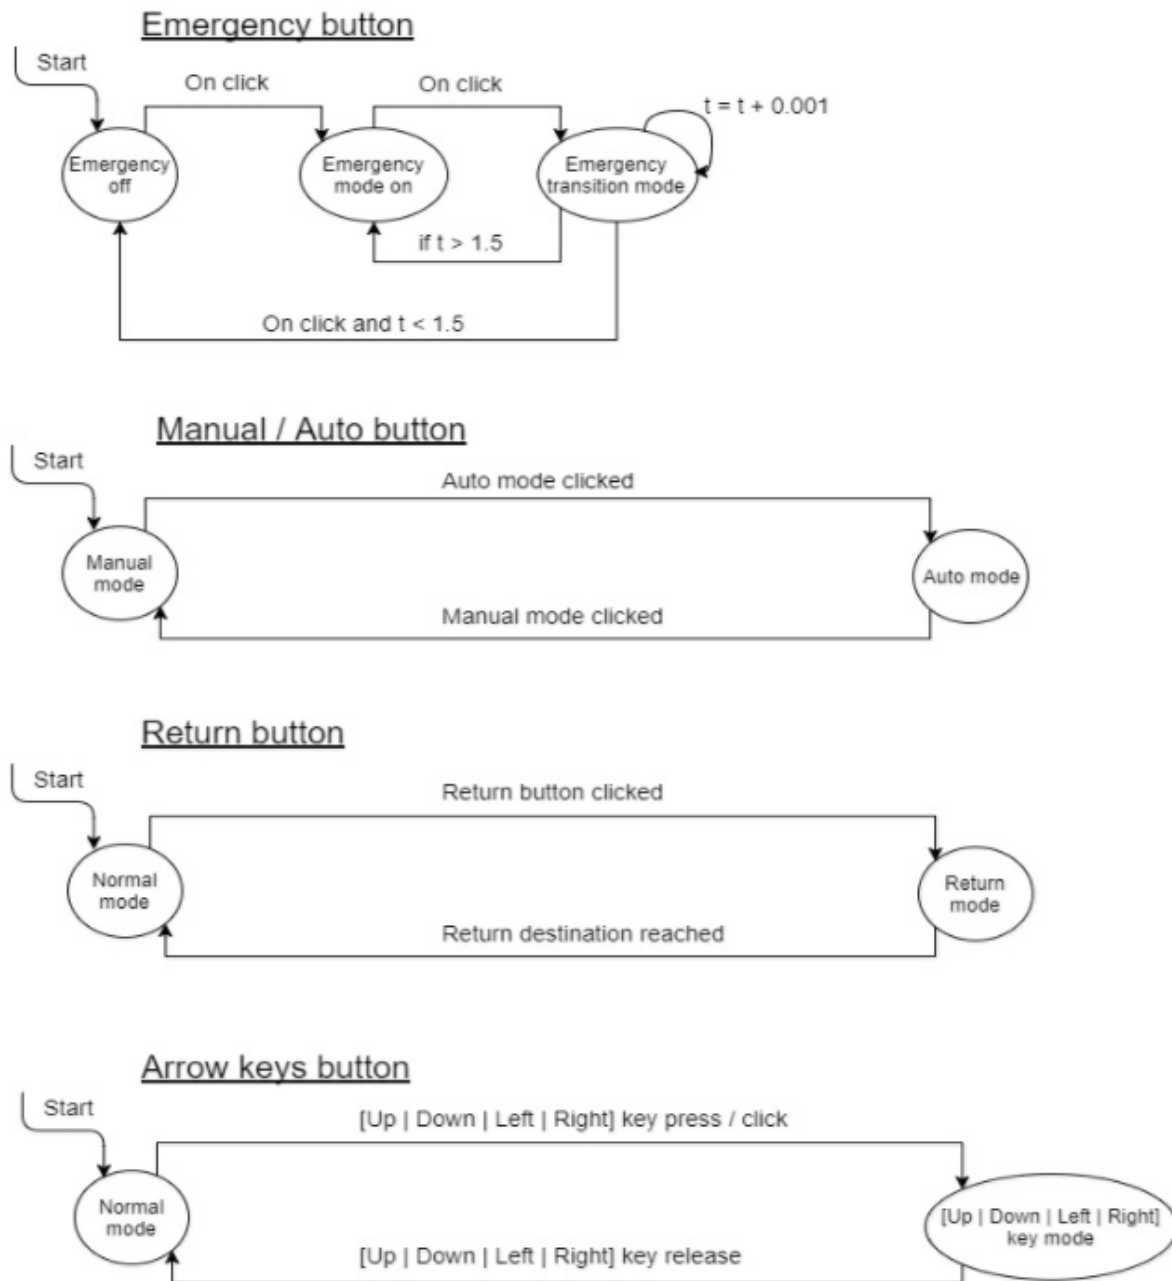 Emergency button
Start
On click
On click
t = t + 0.001
Emergency
off
Emergency
mode on
Emergency
transition mode
if t > 1.5
On click and t < 1.5
Manual / Auto button
Start
Auto mode clicked
Manual
mode
Auto mode
Manual mode clicked
Return button
Start
Return button clicked
Normal
mode
Return
mode
Return destination reached
Arrow keys button
Start
[Up | Down | Left | Right] key press / click
Normal
mode
[Up | Down | Left | Right]
key mode
[Up | Down | Left | Right] key release